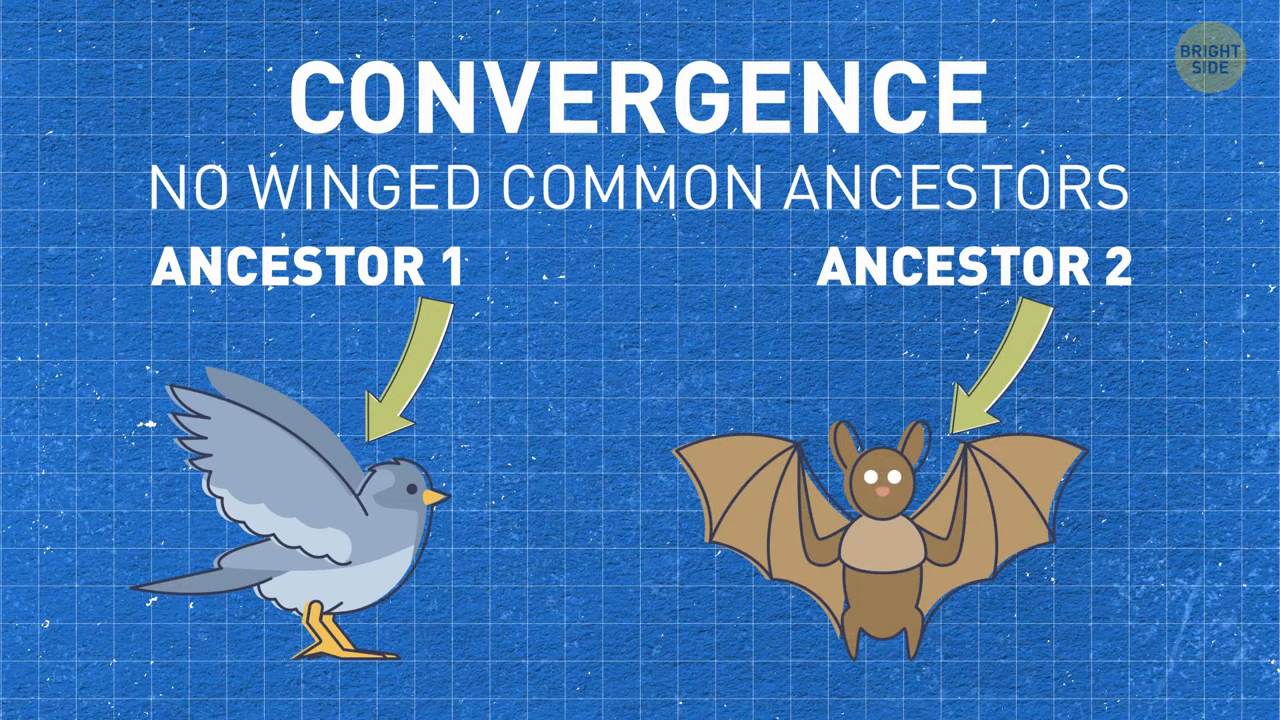 BRIGHT
SIDE
CONVERGENCE
NO WINGED COMMON ANCESTORS
ANCESTOR 1
ANCESTOR 2